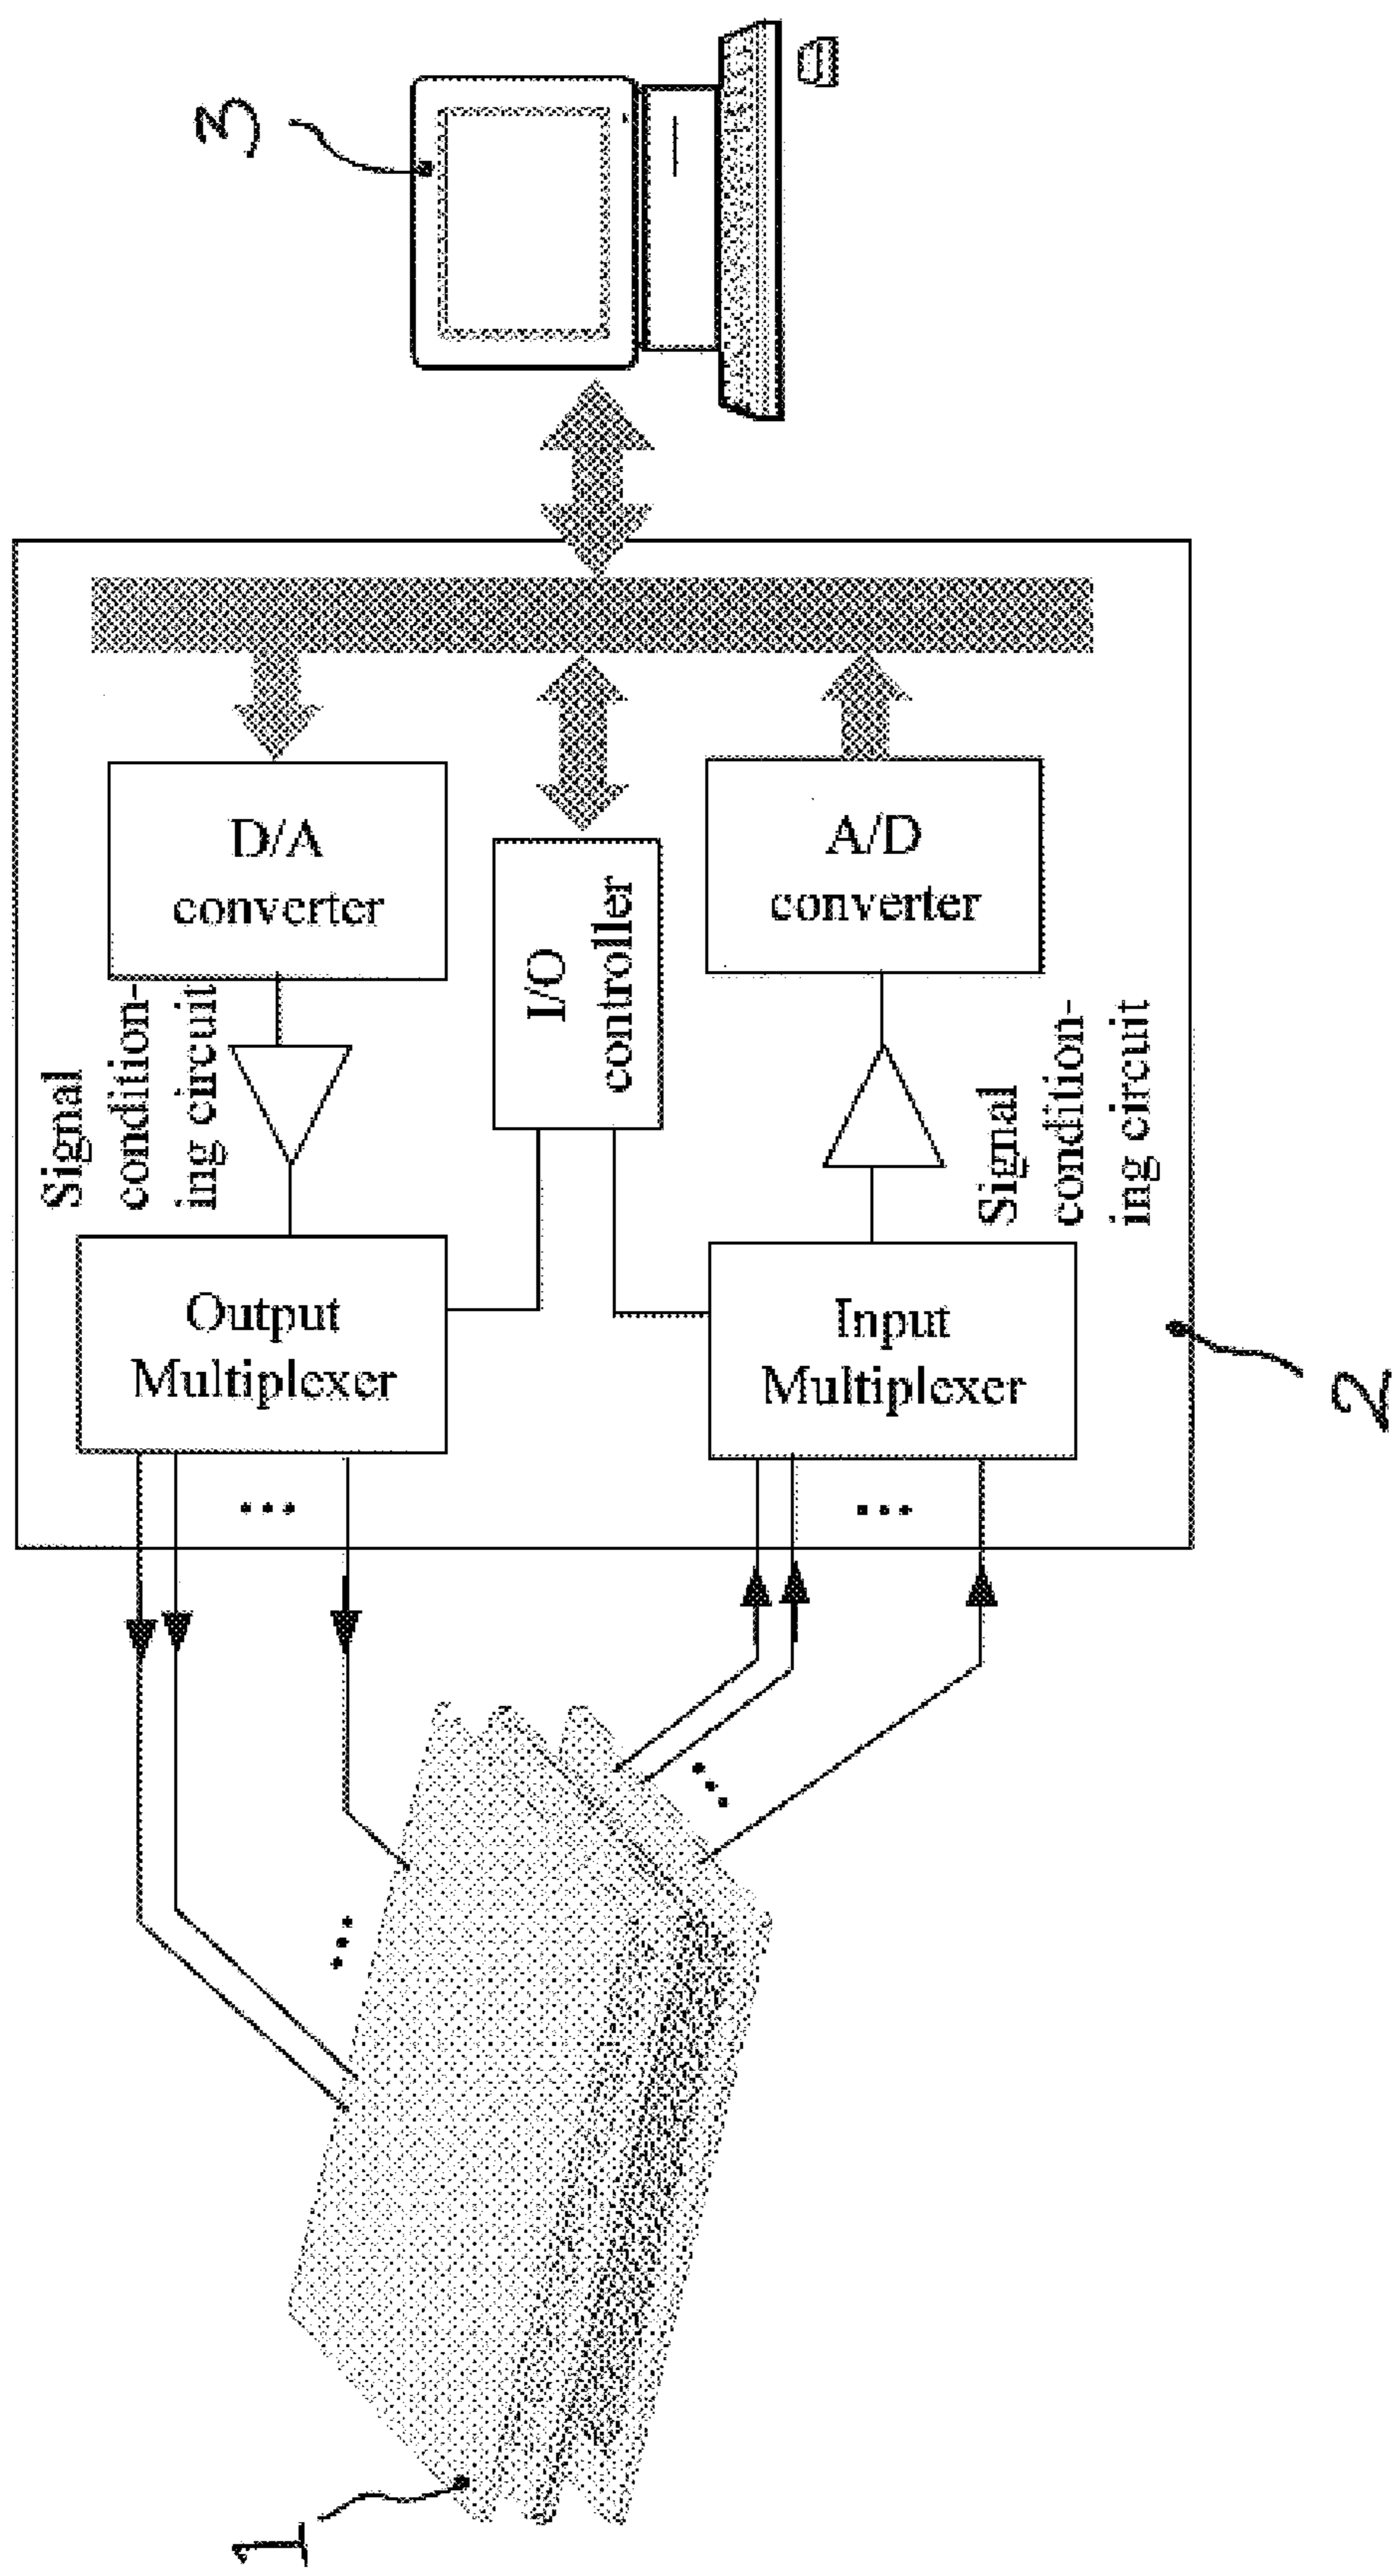 3
D/A
converter
I/O
controller
A/D
converter
Signal
condition-
ing circuit
Signal
condition-
ing circuit
Output
Multiplexer
Input
Multiplexer
2
1